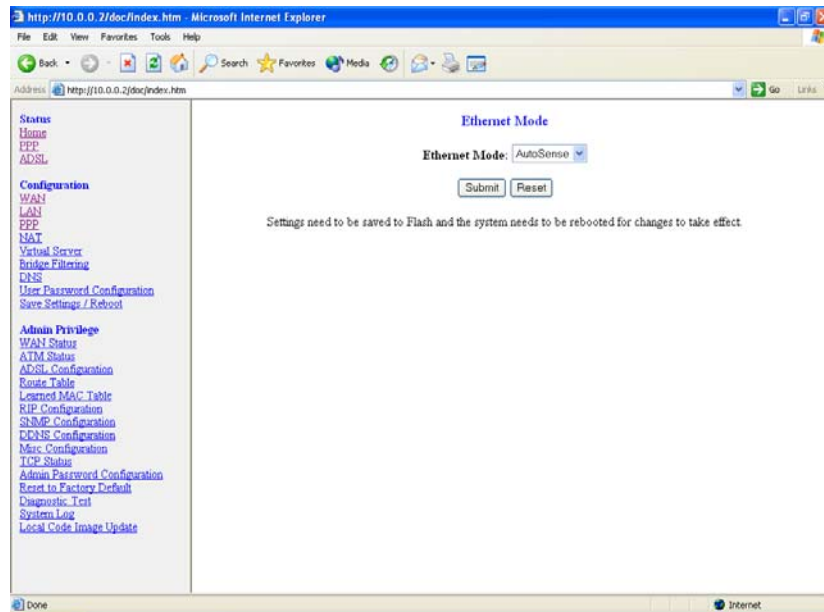 http://10.0.0.2/doc/index.htm - Microsoft Internet Explorer
File Edit View Favorites Tools Help
Back Search Favorites Media
Address http://10.0.0.2/doc/index.htm Go Links
Status
Home
PPP
ADSL
Configuration
WAN
LAN
PPP
NAT
Virtual Server
Bridge Filtering
DNS
User Password Configuration
Save Settings / Reboot
Admin Privilege
WAN Status
ATM Status
ADSL Configuration
Route Table
Learned MAC Table
RIP Configuration
SNMP Configuration
DDNS Configuration
Misc Configuration
TCP Status
Admin Password Configuration
Reset to Factory Default
Diagnostic Test
System Log
Local Code Image Update
Ethernet Mode
Ethernet Mode: AutoSense
Submit Reset
Settings need to be saved to Flash and the system needs to be rebooted for changes to take effect.
Done Internet